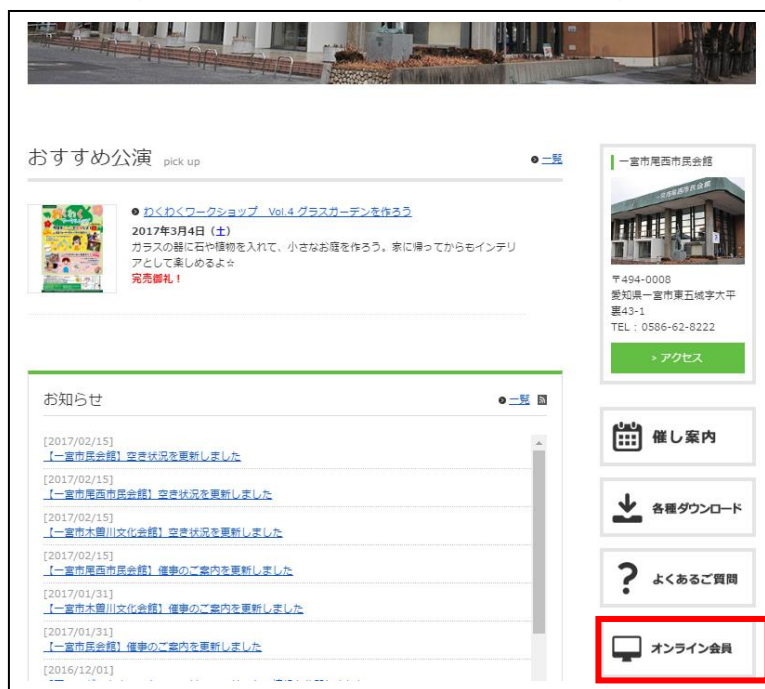 おすすめ公演 pick up
一覧
わくわくワークショップ Vol.4 グラスガーデンを作ろう
2017年3月4日（土）
ガラスの器に石や植物を入れて、小さなお庭を作ろう。家に帰ってからもインテリ
アとして楽しめるよ☆
完売御礼！
お知らせ
一覧
[2017/02/15]
【一宮市民会館】空き状況を更新しました
[2017/02/15]
【一宮市尾西市民会館】空き状況を更新しました
[2017/02/15]
【一宮市木曽川文化会館】空き状況を更新しました
[2017/02/15]
【一宮市尾西市民会館】催事のご案内を更新しました
[2017/01/31]
【一宮市木曽川文化会館】催事のご案内を更新しました
[2017/01/31]
【一宮市民会館】催事のご案内を更新しました
[2016/12/01]
一宮市尾西市民会館
〒494-0008
愛知県一宮市東五城字大平
裏43-1
TEL：0586-62-8222
> アクセス
催し案内
各種ダウンロード
よくあるご質問
オンライン会員